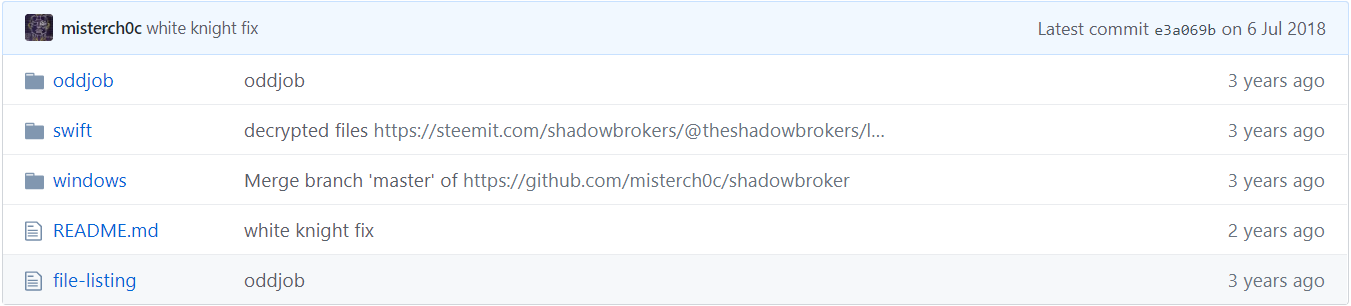 misterch0c white knight fix Latest commit e3a069b on 6 Jul 2018
oddjob oddjob 3 years ago
swift decrypted files https://steemit.com/shadowbrokers/@theshadowbrokers/l... 3 years ago
windows Merge branch 'master' of https://github.com/misterch0c/shadowbroker 3 years ago
README.md white knight fix 2 years ago
file-listing oddjob 3 years ago